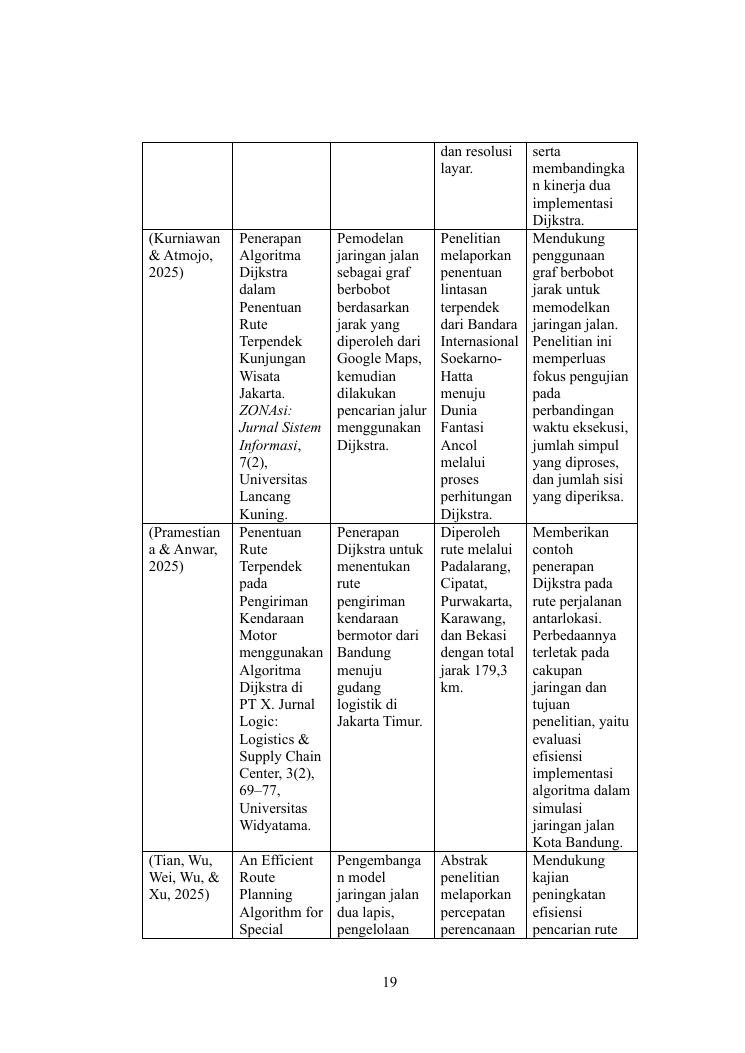 dan resolusi
layar.
serta
membandingka
n kinerja dua
implementasi
Dijkstra.
(Kurniawan
& Atmojo,
2025)
Penerapan
Algoritma
Dijkstra
dalam
Penentuan
Rute
Terpendek
Kunjungan
Wisata
Jakarta.
ZONAsi:
Jurnal Sistem
Informasi,
7(2),
Universitas
Lancang
Kuning.
Pemodelan
jaringan jalan
sebagai graf
berbobot
berdasarkan
jarak yang
diperoleh dari
Google Maps,
kemudian
dilakukan
pencarian jalur
menggunakan
Dijkstra.
Penelitian
melaporkan
penentuan
lintasan
terpendek
dari Bandara
Internasional
Soekarno-
Hatta
menuju
Dunia
Fantasi
Ancol
melalui
proses
perhitungan
Dijkstra.
Mendukung
penggunaan
graf berbobot
jarak untuk
memodelkan
jaringan jalan.
Penelitian ini
memperluas
fokus pengujian
pada
perbandingan
waktu eksekusi,
jumlah simpul
yang diproses,
dan jumlah sisi
yang diperiksa.
(Pramestian
a & Anwar,
2025)
Penentuan
Rute
Terpendek
pada
Pengiriman
Kendaraan
Motor
menggunakan
Algoritma
Dijkstra di
PT X. Jurnal
Logic:
Logistics &
Supply Chain
Center, 3(2),
69–77,
Universitas
Widyatama.
Penerapan
Dijkstra untuk
menentukan
rute
pengiriman
kendaraan
bermotor dari
Bandung
menuju
gudang
logistik di
Jakarta Timur.
Diperoleh
rute melalui
Padalarang,
Cipatat,
Purwakarta,
Karawang,
dan Bekasi
dengan total
jarak 179,3
km.
Memberikan
contoh
penerapan
Dijkstra pada
rute perjalanan
antarlokasi.
Perbedaannya
terletak pada
cakupan
jaringan dan
tujuan
penelitian, yaitu
evaluasi
efisiensi
implementasi
algoritma dalam
simulasi
jaringan jalan
Kota Bandung.
(Tian, Wu,
Wei, Wu, &
Xu, 2025)
An Efficient
Route
Planning
Algorithm for
Special
Pengembanga
n model
jaringan jalan
dua lapis,
pengelolaan
Abstrak
penelitian
melaporkan
percepatan
perencanaan
Mendukung
kajian
peningkatan
efisiensi
pencarian rute
19